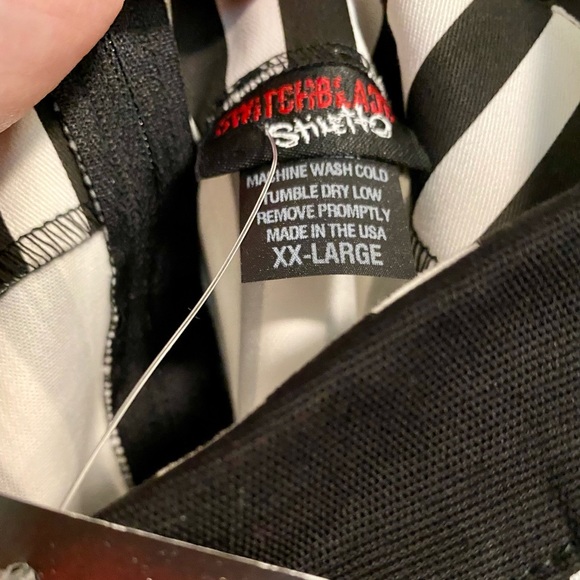 SWITCHBLADE
Stiletto
MACHINE WASH COLD
TUMBLE DRY LOW
REMOVE PROMPTLY
MADE IN THE USA
XX-LARGE